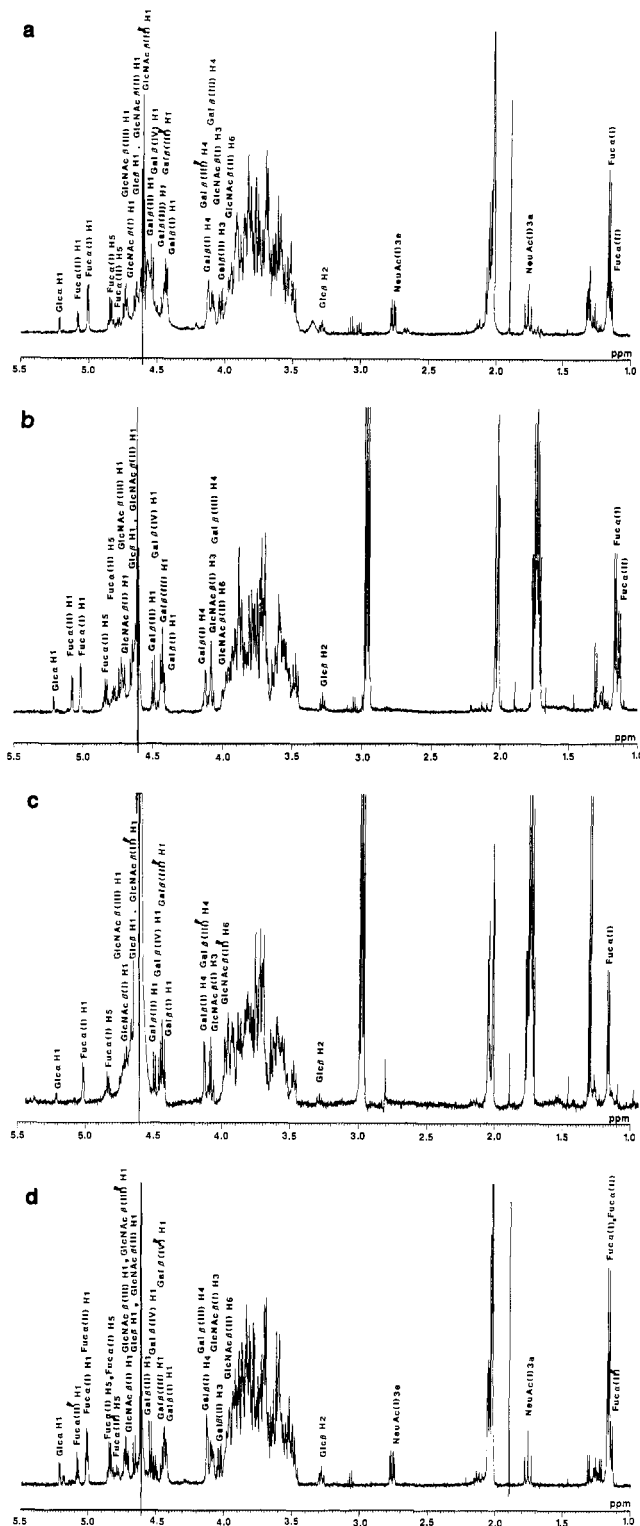 a
Glcα H1
Fucα(II) H1
Fucα(I) H1
Fucα(I) H5
Fucα(II) H5
GlcNAcβ(I) H1
GlcNAcβ(III) H1
Glcβ H1, GlcNAcβ(II) H1
GlcNAcβ(II) H1
Galβ(II) H1
Galβ(IV) H1
Galβ(III) H1
Galβ(III) H1
Galβ(I) H1
Galβ(I) H4
Galβ(III) H4
Galβ(II) H3
GlcNAcβ(I) H3
Galβ(III) H4
GlcNAcβ(II) H6
Glcβ H2
NeuAc(I)3e
NeuAc(I)3a
Fucα(I)
Fucα(II)
ppm
5.5 5.0 4.5 4.0 3.5 3.0 2.5 2.0 1.5 1.0
b
Glcα H1
Fucα(II) H1
Fucα(I) H1
Fucα(I) H5
Fucα(II) H5
GlcNAcβ(I) H1
GlcNAcβ(III) H1
Glcβ H1, GlcNAcβ(II) H1
Galβ(II) H1
Galβ(IV) H1
Galβ(III) H1
Galβ(I) H1
Galβ(I) H4
GlcNAcβ(I) H3
GlcNAcβ(II) H6
Galβ(III) H4
Glcβ H2
Fucα(I)
Fucα(II)
ppm
5.5 5.0 4.5 4.0 3.5 3.0 2.5 2.0 1.5 1.0
c
Glcα H1
Fucα(I) H1
Fucα(I) H5
GlcNAcβ(I) H1
GlcNAcβ(III) H1
Glcβ H1, GlcNAcβ(II) H1
Galβ(II) H1
Galβ(IV) H1
Galβ(III) H1
Galβ(I) H1
Galβ(I) H4
Galβ(III) H4
GlcNAcβ(I) H3
GlcNAcβ(II) H6
Glcβ H2
Fucα(I)
ppm
5.5 5.0 4.5 4.0 3.5 3.0 2.5 2.0 1.5 1.0
d
Glcα H1
Fucα(II) H1
Fucα(I) H1
Fucα(II) H1
Fucα(I) H5, Fucα(I) H5
Fucα(II) H5
GlcNAcβ(I) H1
GlcNAcβ(III) H1, GlcNAcβ(III) H1
Glcβ H1, GlcNAcβ(II) H1
Galβ(II) H1
Galβ(IV) H1
Galβ(III) H1
Galβ(IV) H1
Galβ(I) H1
Galβ(I) H4
Galβ(III) H4
Galβ(II) H3
GlcNAcβ(I) H3
GlcNAcβ(II) H6
Glcβ H2
NeuAc(I)3e
NeuAc(I)3a
Fucα(I), Fucα(II)
Fucα(II)
ppm
5.5 5.0 4.5 4.0 3.5 3.0 2.5 2.0 1.5 1.0